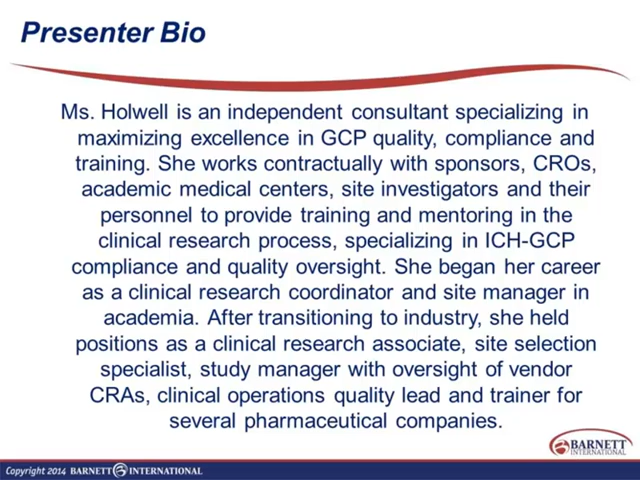 Presenter Bio
Ms. Holwell is an independent consultant specializing in
maximizing excellence in GCP quality, compliance and
training. She works contractually with sponsors, CROs,
academic medical centers, site investigators and their
personnel to provide training and mentoring in the
clinical research process, specializing in ICH-GCP
compliance and quality oversight. She began her career
as a clinical research coordinator and site manager in
academia. After transitioning to industry, she held
positions as a clinical research associate, site selection
specialist, study manager with oversight of vendor
CRAs, clinical operations quality lead and trainer for
several pharmaceutical companies.
BARNETT
INTERNATIONAL
Copyright 2014 BARNETT INTERNATIONAL